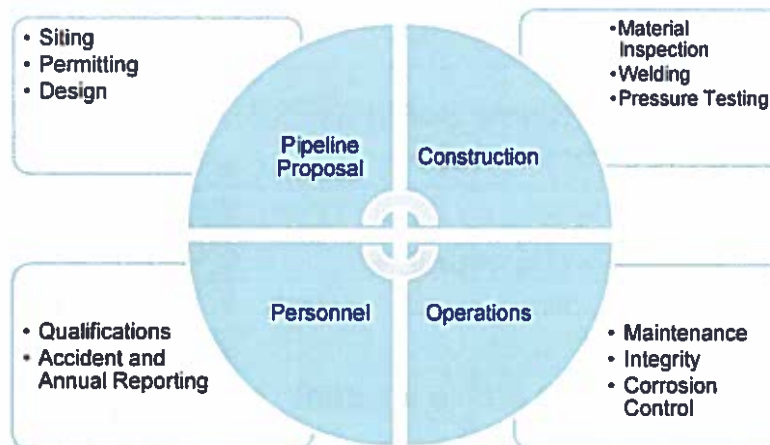 • Siting
• Permitting
• Design
•Material
Inspection
•Welding
•Pressure Testing
Pipeline
Proposal
Construction
Personnel
Operations
• Qualifications
• Accident and
Annual Reporting
• Maintenance
• Integrity
• Corrosion
Control